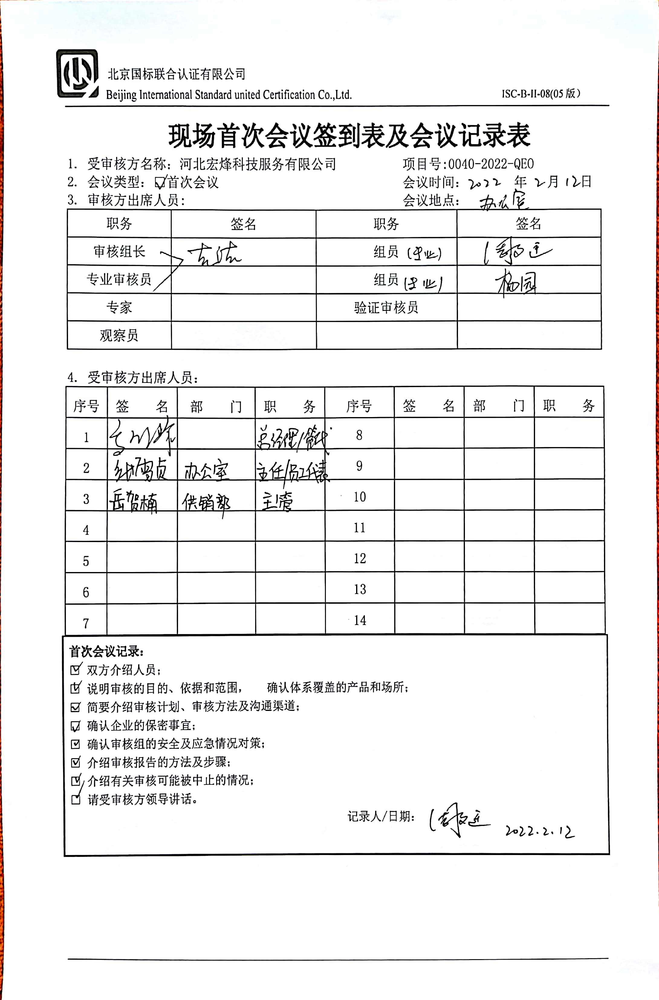 北京国标联合认证有限公司
Beijing International Standard united Certification Co.,Ltd.
ISC-B-II-08(05版)
现场首次会议签到表及会议记录表
1. 受审核方名称：河北宏烽科技服务有限公司 项目号:0040-2022-QEO
2. 会议类型：☑首次会议 会议时间：2022 年 2月 12日
3. 审核方出席人员： 会议地点：办公室
职务 签名 职务 签名
审核组长 组员 (专业)
专业审核员 组员 (专业) 杨园
专家 验证审核员
观察员
4. 受审核方出席人员：
序号 签 名 部 门 职 务 序号 签 名 部 门 职 务
1 总经理/管代 8
2 办公室 主任/员工代表 9
3 岳贺楠 供销部 主管 10
4 11
5 12
6 13
7 14
首次会议记录：
☑ 双方介绍人员；
☑ 说明审核的目的、依据和范围， 确认体系覆盖的产品和场所；
☑ 简要介绍审核计划、审核方法及沟通渠道；
☑ 确认企业的保密事宜；
☑ 确认审核组的安全及应急情况对策；
☑ 介绍审核报告的方法及步骤；
☑ 介绍有关审核可能被中止的情况；
☑ 请受审核方领导讲话。
记录人/日期： 2022.2.12